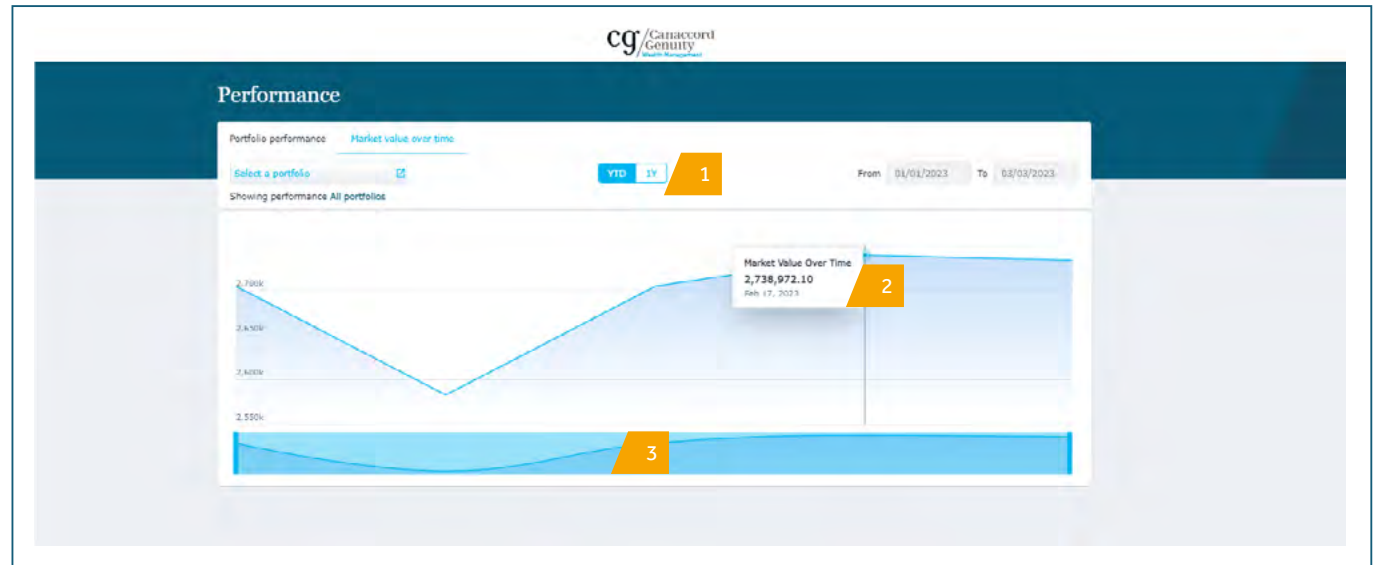 cg/Canaccord
Genuity
Wealth Management
Performance
Portfolio performance Market value over time
Select a portfolio YTD 1Y 1 From 01/01/2023 To 03/03/2023
Showing performance All portfolios
Market Value Over Time
2,738,972.10 2
Feb 17, 2023
2,700k
2,650k
2,600k
2,550k
3